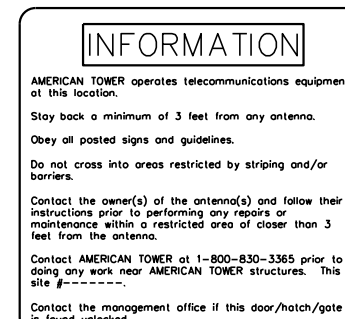 INFORMATION
AMERICAN TOWER operates telecommunications equipmen
at this location.
Stay back a minimum of 3 feet from any antenna.
Obey all posted signs and guidelines.
Do not cross into areas restricted by striping and/or
barriers.
Contact the owner(s) of the antenna(s) and follow their
instructions prior to performing any repairs or
maintenance within a restricted area of closer than 3
feet from the antenna.
Contact AMERICAN TOWER at 1-800-830-3365 prior to
doing any work near AMERICAN TOWER structures. This
site #-------.
Contact the management office if this door/hatch/gate
is found unlocked